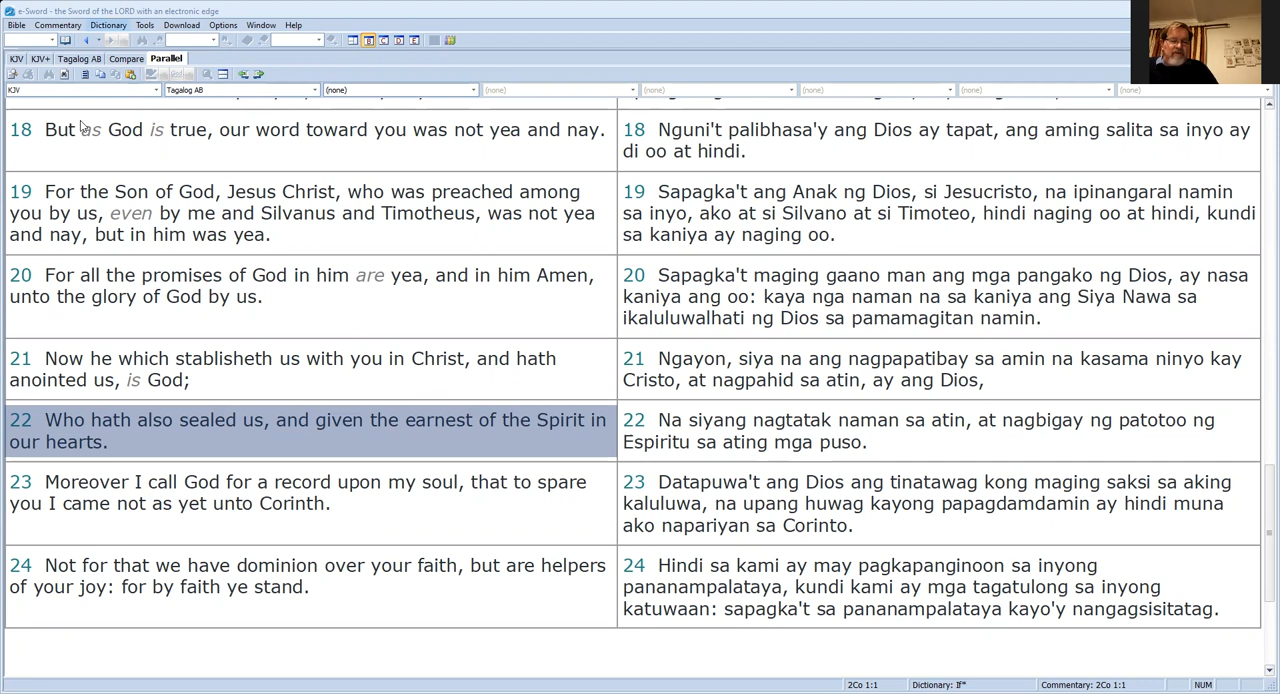 e-Sword - the Sword of the LORD with an electronic edge
Bible Commentary Dictionary Tools Download Options Window Help
KJV KJV+ Tagalog AB Compare Parallel
KJV Tagalog AB (none) (none) (none) (none) (none)
18 But as God is true, our word toward you was not yea and nay.
19 For the Son of God, Jesus Christ, who was preached among
you by us, even by me and Silvanus and Timotheus, was not yea
and nay, but in him was yea.
20 For all the promises of God in him are yea, and in him Amen,
unto the glory of God by us.
21 Now he which stablisheth us with you in Christ, and hath
anointed us, is God;
22 Who hath also sealed us, and given the earnest of the Spirit in
our hearts.
23 Moreover I call God for a record upon my soul, that to spare
you I came not as yet unto Corinth.
24 Not for that we have dominion over your faith, but are helpers
of your joy: for by faith ye stand.
18 Nguni't palibhasa'y ang Dios ay tapat, ang aming salita sa inyo ay
di oo at hindi.
19 Sapagka't ang Anak ng Dios, si Jesucristo, na ipinangaral namin
sa inyo, ako at si Silvano at si Timoteo, hindi naging oo at hindi, kundi
sa kaniya ay naging oo.
20 Sapagka't maging gaano man ang mga pangako ng Dios, ay nasa
kaniya ang oo: kaya nga naman na sa kaniya ang Siya Nawa sa
ikaluluwalhati ng Dios sa pamamagitan namin.
21 Ngayon, siya na ang nagpapatibay sa amin na kasama ninyo kay
Cristo, at nagpahid sa atin, ay ang Dios,
22 Na siyang nagtatak naman sa atin, at nagbigay ng patotoo ng
Espiritu sa ating mga puso.
23 Datapuwa't ang Dios ang tinatawag kong maging saksi sa aking
kaluluwa, na upang huwag kayong papagdamdamin ay hindi muna
ako napariyan sa Corinto.
24 Hindi sa kami ay may pagkapanginoon sa inyong
pananampalataya, kundi kami ay mga tagatulong sa inyong
katuwaan: sapagka't sa pananampalataya kayo'y nangagsisitatag.
2Co 1:1 Dictionary: If* Commentary: 2Co 1:1 NUM